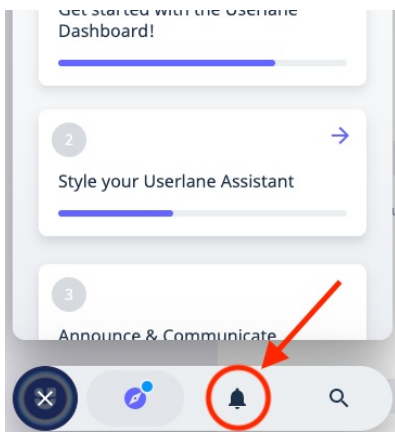 Get started with the Userlane
Dashboard!
2
Style your Userlane Assistant
3
Announce & Communicate